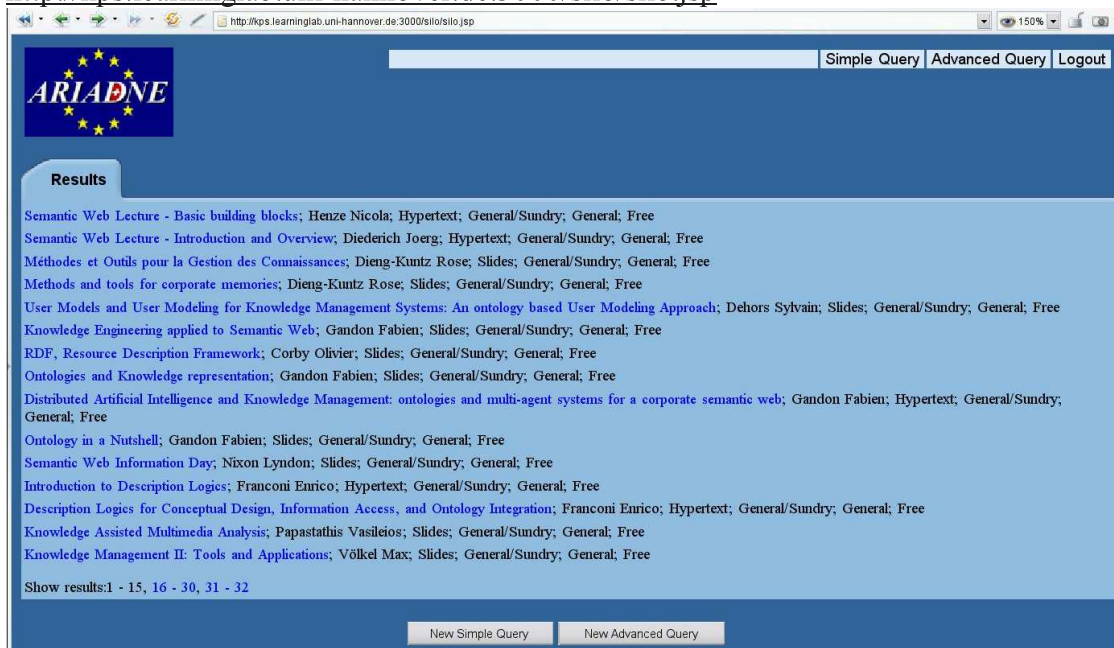 http://kps.learninglab.uni-hannover.de:3000/silo/silo.jsp
150%
Simple Query Advanced Query Logout
ARIADNE
Results
Semantic Web Lecture - Basic building blocks; Henze Nicola; Hypertext; General/Sundry; General; Free
Semantic Web Lecture - Introduction and Overview; Diederich Joerg; Hypertext; General/Sundry; General; Free
Méthodes et Outils pour la Gestion des Connaissances; Dieng-Kuntz Rose; Slides; General/Sundry; General; Free
Methods and tools for corporate memories; Dieng-Kuntz Rose; Slides; General/Sundry; General; Free
User Models and User Modeling for Knowledge Management Systems: An ontology based User Modeling Approach; Dehors Sylvain; Slides; General/Sundry; General; Free
Knowledge Engineering applied to Semantic Web; Gandon Fabien; Slides; General/Sundry; General; Free
RDF, Resource Description Framework; Corby Olivier; Slides; General/Sundry; General; Free
Ontologies and Knowledge representation; Gandon Fabien; Slides; General/Sundry; General; Free
Distributed Artificial Intelligence and Knowledge Management: ontologies and multi-agent systems for a corporate semantic web; Gandon Fabien; Hypertext; General/Sundry;
General; Free
Ontology in a Nutshell; Gandon Fabien; Slides; General/Sundry; General; Free
Semantic Web Information Day; Nixon Lyndon; Slides; General/Sundry; General; Free
Introduction to Description Logics; Franconi Enrico; Hypertext; General/Sundry; General; Free
Description Logics for Conceptual Design, Information Access, and Ontology Integration; Franconi Enrico; Hypertext; General/Sundry; General; Free
Knowledge Assisted Multimedia Analysis; Papastathis Vasileios; Slides; General/Sundry; General; Free
Knowledge Management II: Tools and Applications; Völkel Max; Slides; General/Sundry; General; Free
Show results:1 - 15, 16 - 30, 31 - 32
New Simple Query New Advanced Query